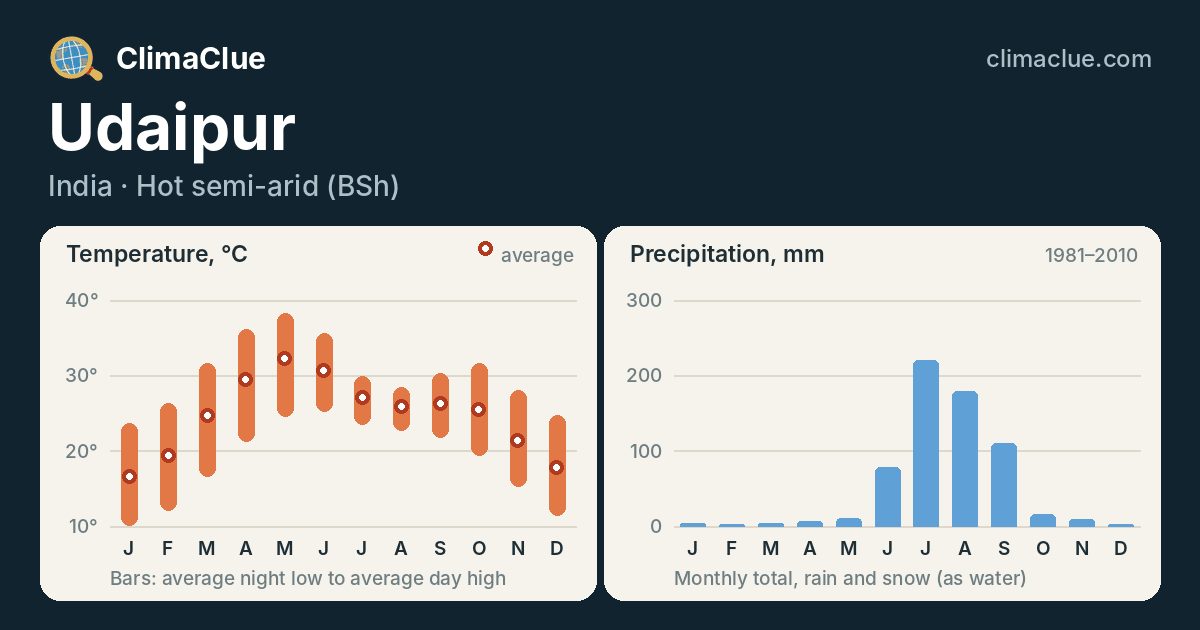 ClimaClue
climaclue.com
Udaipur
India · Hot semi-arid (BSh)
Temperature, °C
average
40°
30°
20°
10°
J F M A M J J A S O N D
Bars: average night low to average day high
Precipitation, mm
1981–2010
300
200
100
0
J F M A M J J A S O N D
Monthly total, rain and snow (as water)